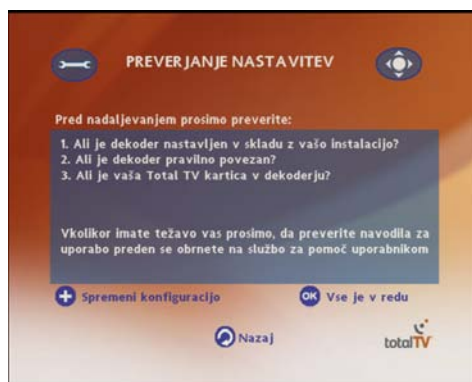 PREVERJANJE NASTAVITEV
Pred nadaljevanjem prosimo preverite:
1. Ali je dekoder nastavljen v skladu z vašo instalacijo?
2. Ali je dekoder pravilno povezan?
3. Ali je vaša Total TV kartica v dekoderju?
Vkolikor imate težavo vas prosimo, da preverite navodila za
uporabo preden se obrnete na službo za pomoč uporabnikom
Spremeni konfiguracijo
OK Vse je v redu
Nazaj
totalTV